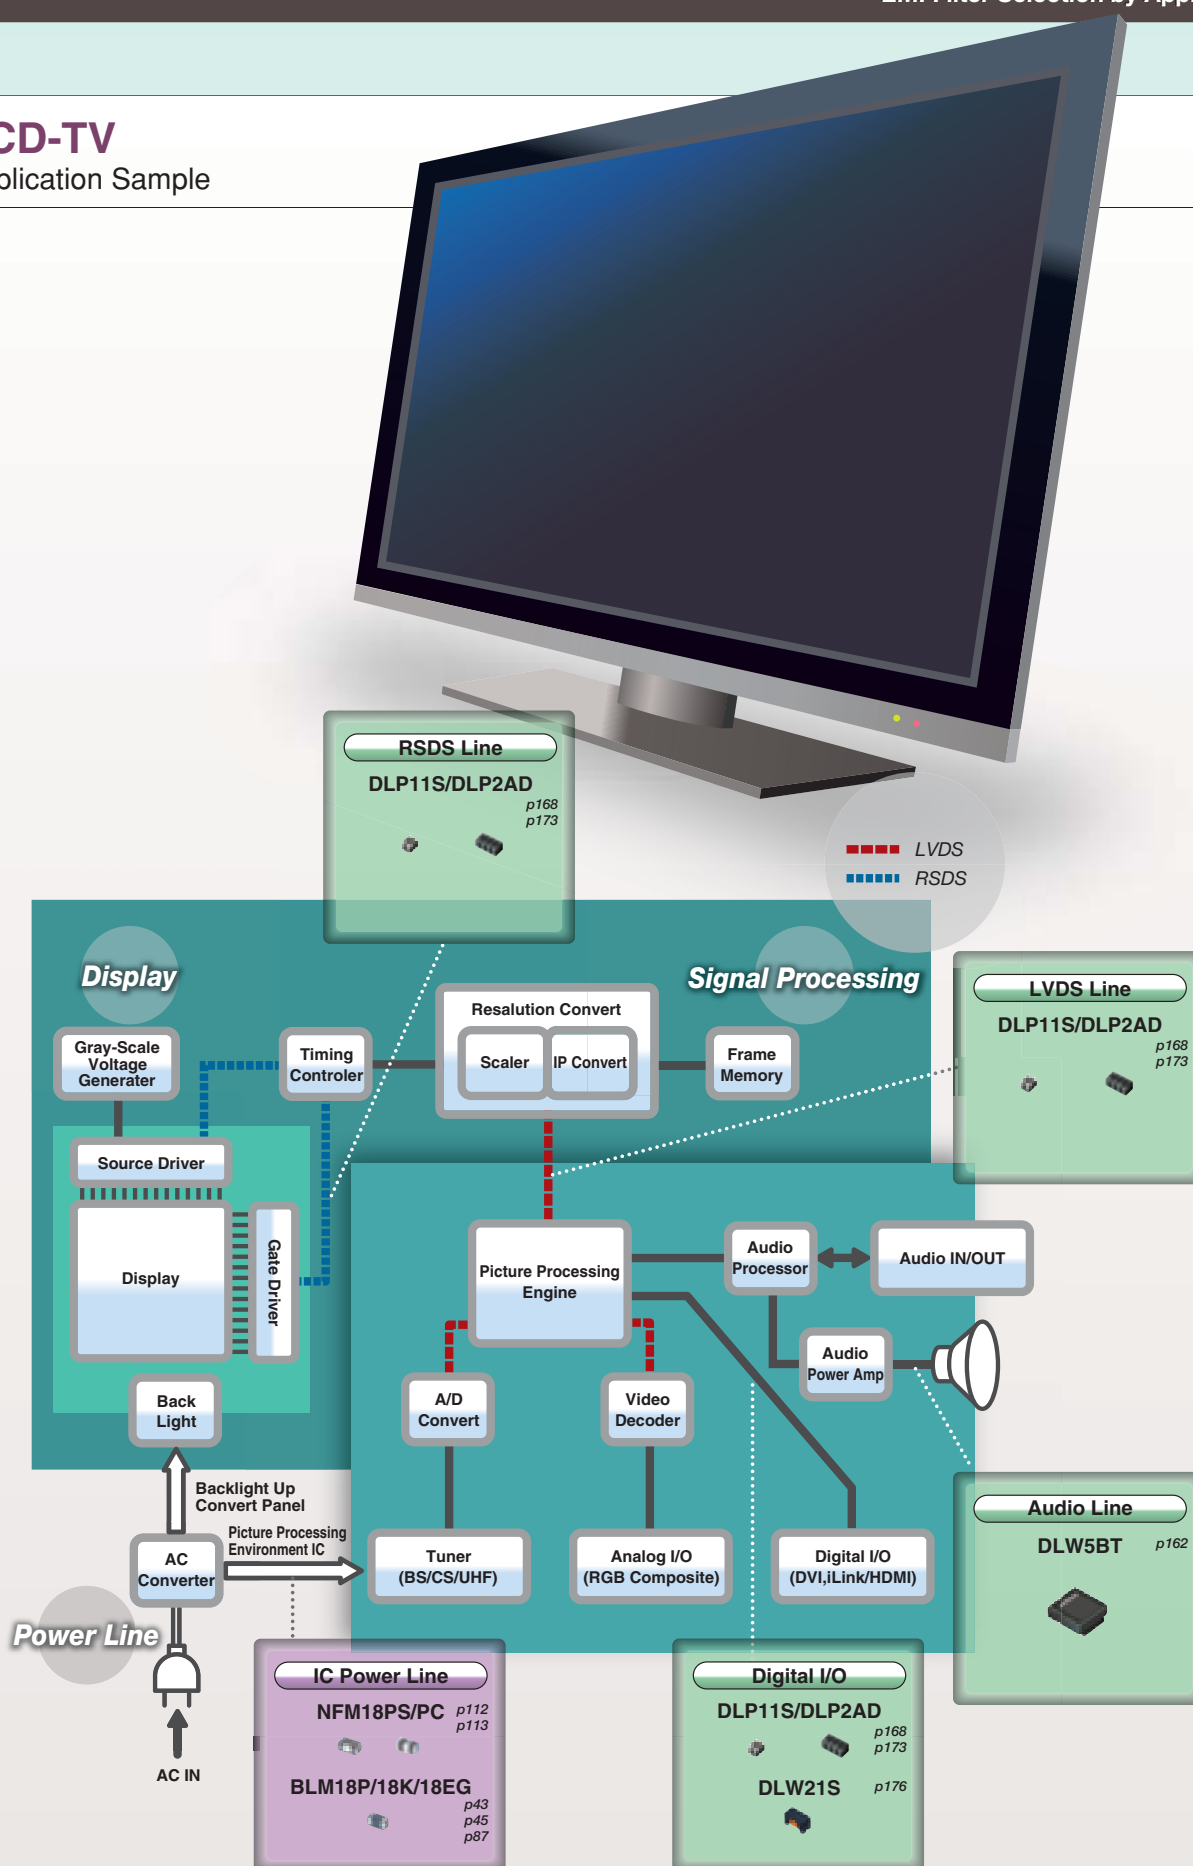 EMI Filter Selection by Appl
CD-TV
plication Sample
RSDS Line
DLP11S/DLP2AD
p168
p173
LVDS
RSDS
Display
Signal Processing
LVDS Line
DLP11S/DLP2AD
p168
p173
Gray-Scale
Voltage
Generater
Timing
Controler
Resalution Convert
Scaler
IP Convert
Frame
Memory
Source Driver
Display
Gate Driver
Picture Processing
Engine
Audio
Processor
Audio IN/OUT
Audio
Power Amp
Back
Light
A/D
Convert
Video
Decoder
Backlight Up
Convert Panel
Picture Processing
Environment IC
AC
Converter
Tuner
(BS/CS/UHF)
Analog I/O
(RGB Composite)
Digital I/O
(DVI,iLink/HDMI)
Audio Line
DLW5BT p162
Power Line
AC IN
IC Power Line
NFM18PS/PC p112
p113
BLM18P/18K/18EG
p43
p45
p87
Digital I/O
DLP11S/DLP2AD
p168
p173
DLW21S p176